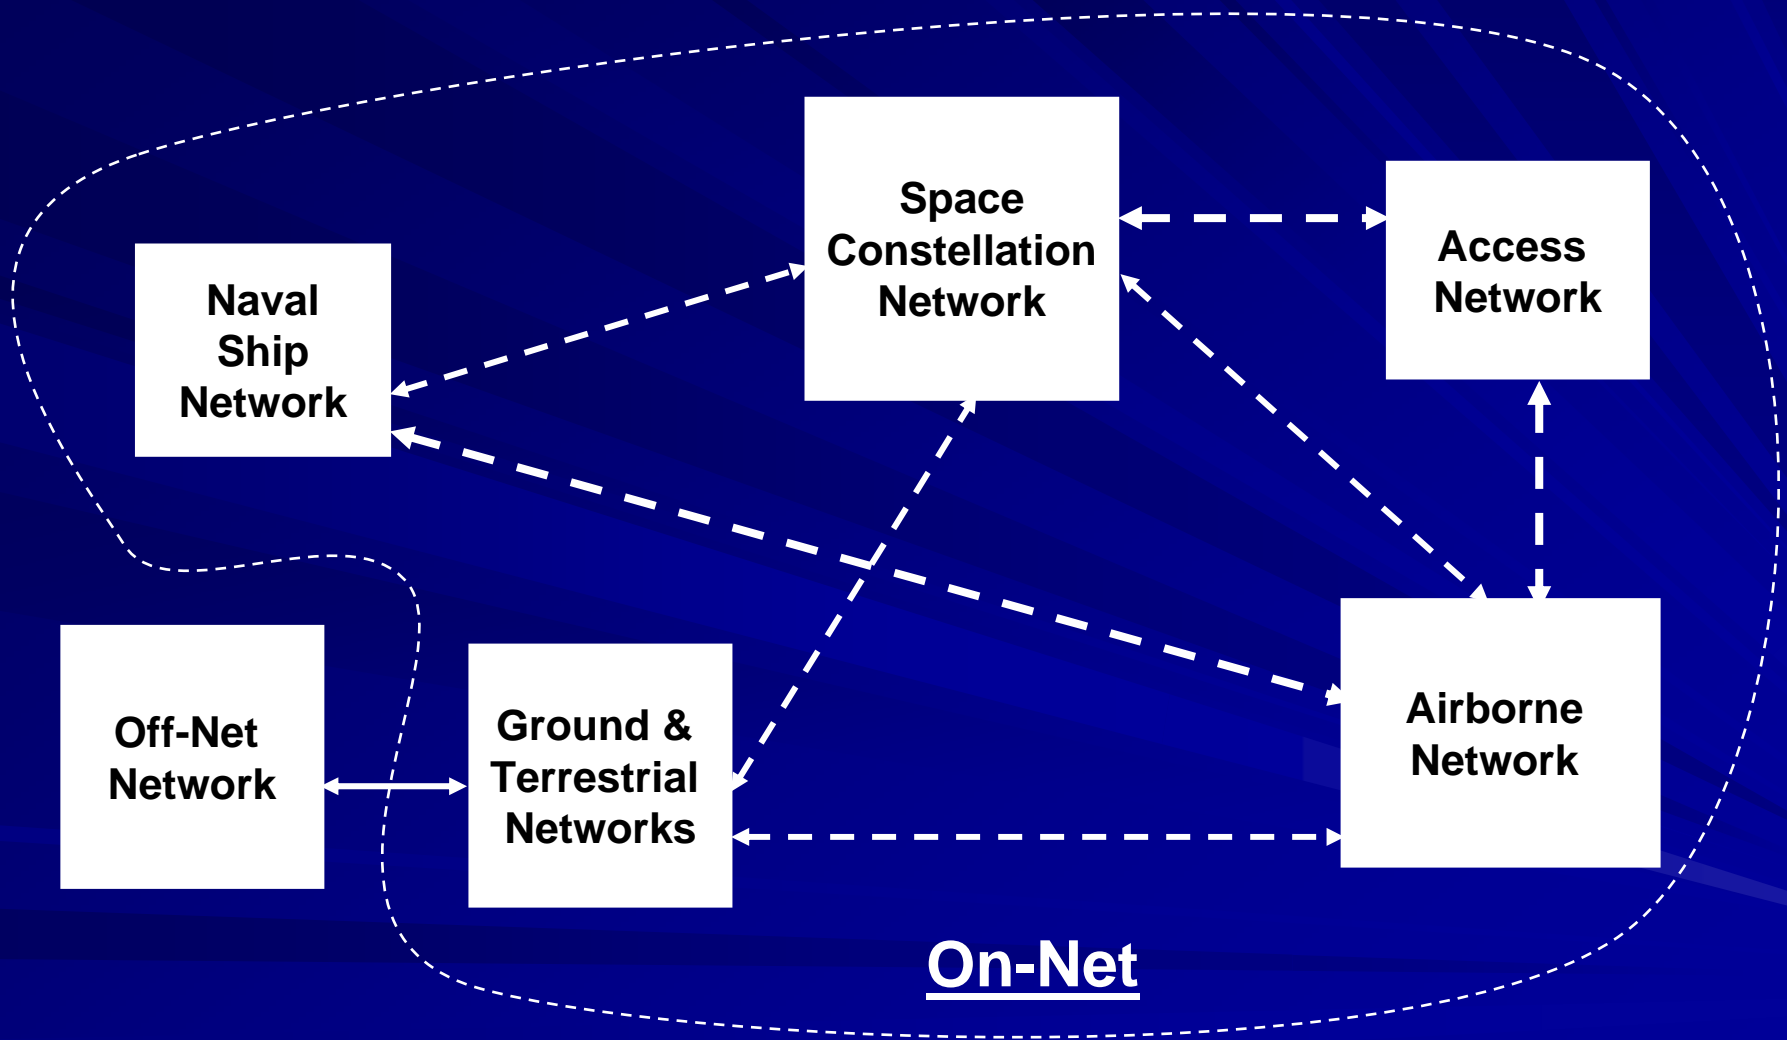 Space
Constellation
Network
Access
Network
Naval
Ship
Network
Off-Net
Network
Ground &
Terrestrial
Networks
Airborne
Network
On-Net